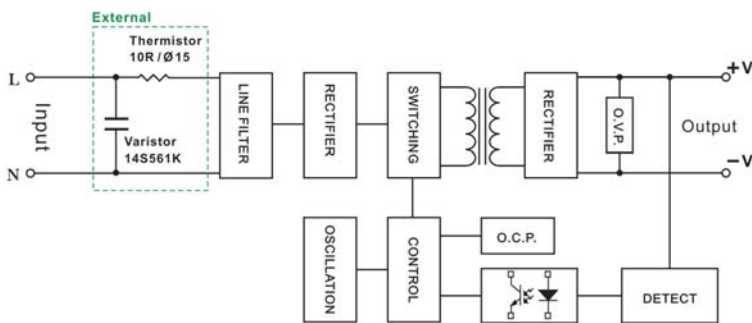 External
Thermistor
10R/Ø15
L
Input
N
Varistor
14S561K
LINE FILTER
RECTIFIER
SWITCHING
RECTIFIER
O.V.P.
+V
Output
−V
OSCILLATION
CONTROL
O.C.P.
DETECT